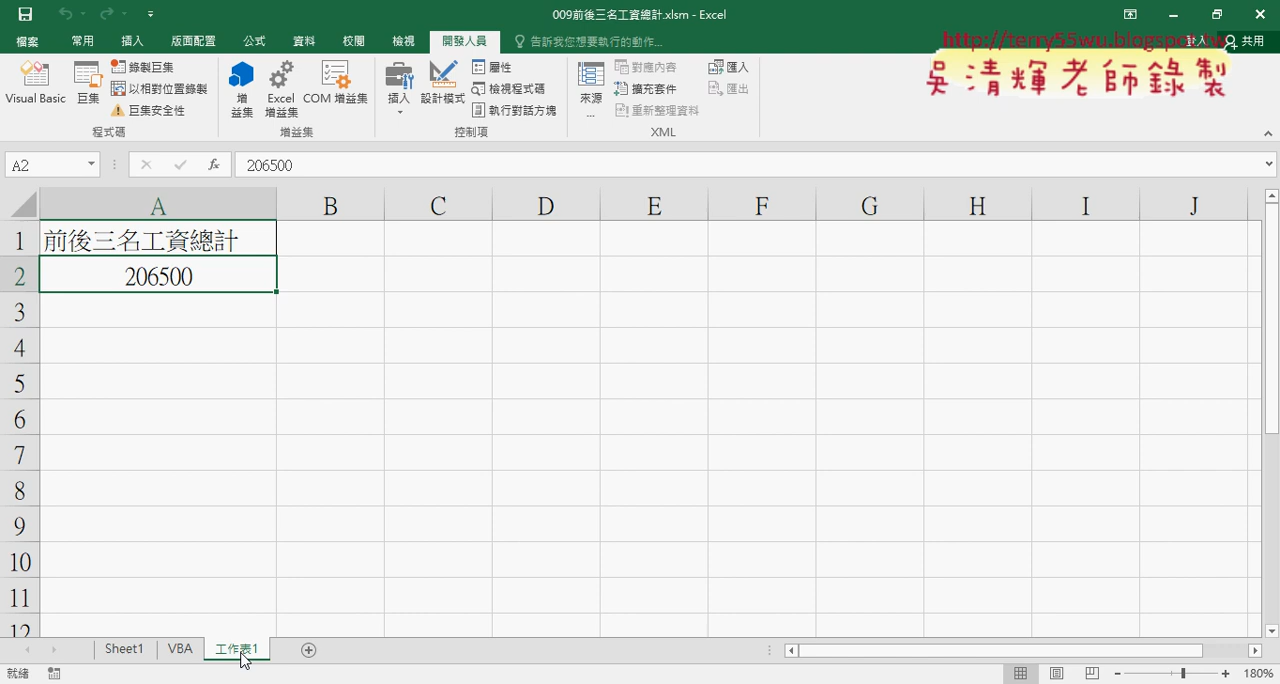 009前後三名工資總計.xlsm - Excel
檔案 常用 插入 版面配置 公式 資料 校閱 檢視 開發人員 告訴我您想要執行的動作... 登入 共用
http://terry55wu.blogspot.tw
吳清輝老師錄製
Visual Basic 巨集 錄製巨集 以相對位置錄製 巨集安全性
增益集 Excel 增益集 COM 增益集
插入 設計模式 屬性 檢視程式碼 執行對話方塊
來源... 對應內容 擴充套件 重新整理資料 匯入 匯出
程式碼 增益集 控制項 XML
A2 fx 206500
A B C D E F G H I J
1 前後三名工資總計
2 206500
3
4
5
6
7
8
9
10
11
12
Sheet1 VBA 工作表1
就緒 180%